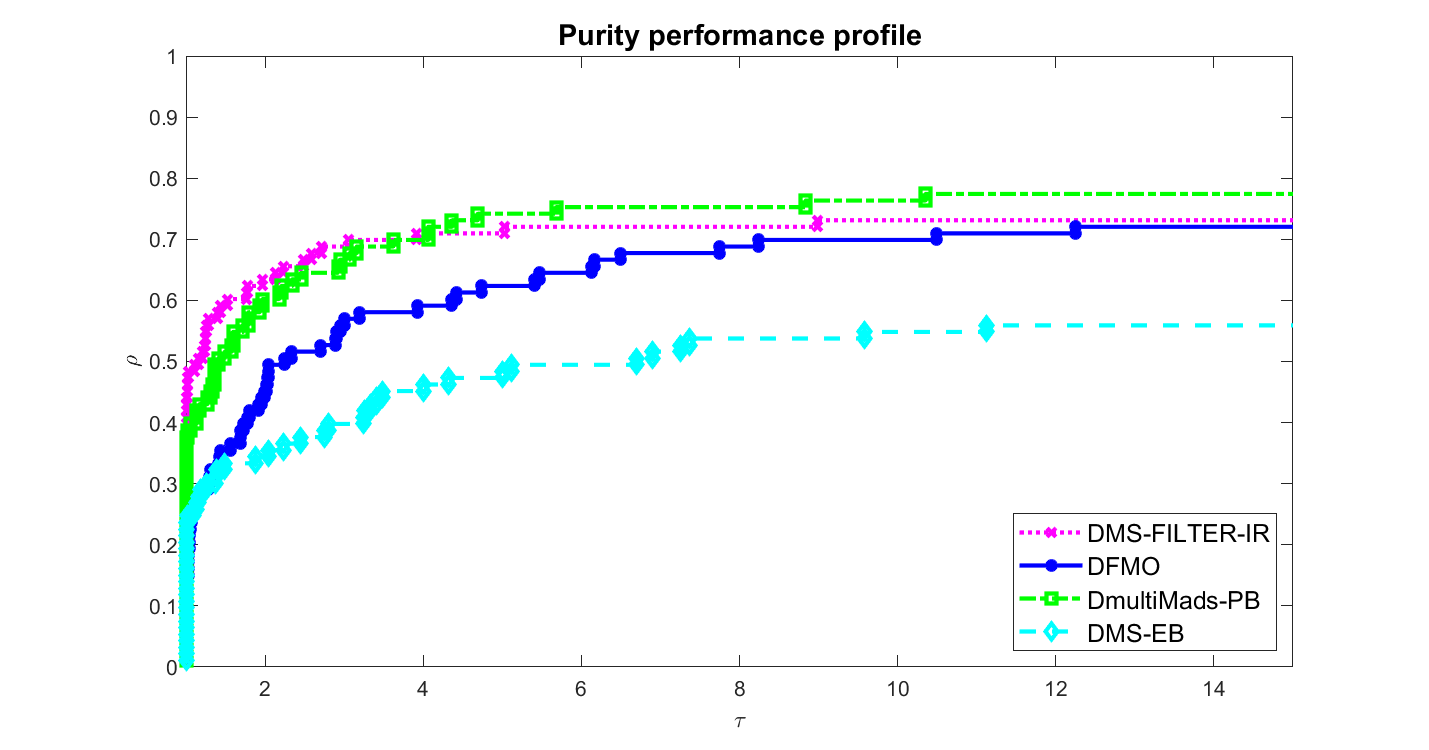 Purity performance profile
1
0.9
0.8
0.7
0.6
0.5
0.4
0.3
0.2
0.1
0
ρ
2
4
6
8
10
12
14
τ
DMS-FILTER-IR
DFMO
DmultiMads-PB
DMS-EB